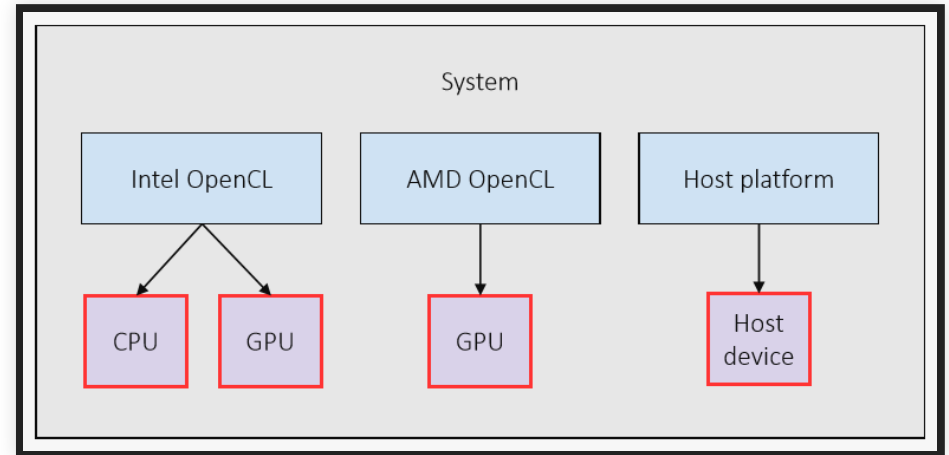 System
Intel OpenCL
AMD OpenCL
Host platform
CPU
GPU
GPU
Host
device